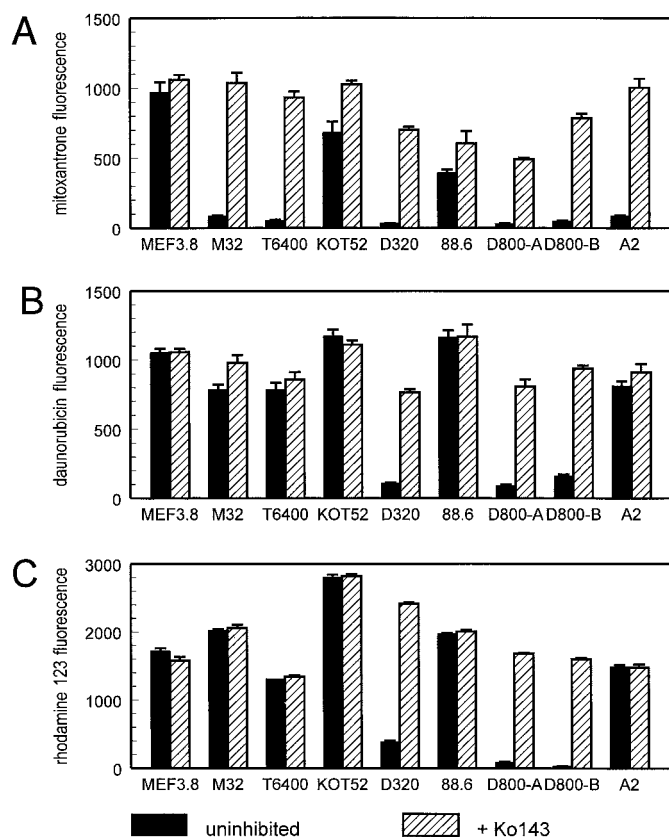 A
mitoxantrone fluorescence
1500
1000
500
0
MEF3.8 M32 T6400 KOT52 D320 88.6 D800-A D800-B A2
B
daunorubicin fluorescence
1500
1000
500
0
MEF3.8 M32 T6400 KOT52 D320 88.6 D800-A D800-B A2
C
rhodamine 123 fluorescence
3000
2000
1000
0
MEF3.8 M32 T6400 KOT52 D320 88.6 D800-A D800-B A2
uninhibited + Ko143